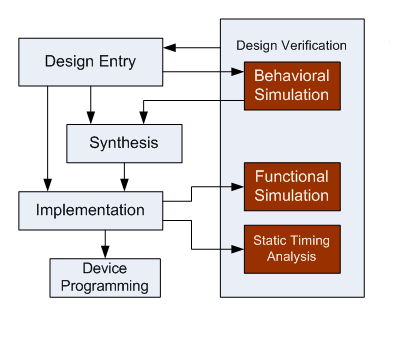 Design Entry
Design Verification
Behavioral
Simulation
Synthesis
Functional
Simulation
Implementation
Static Timing
Analysis
Device
Programming